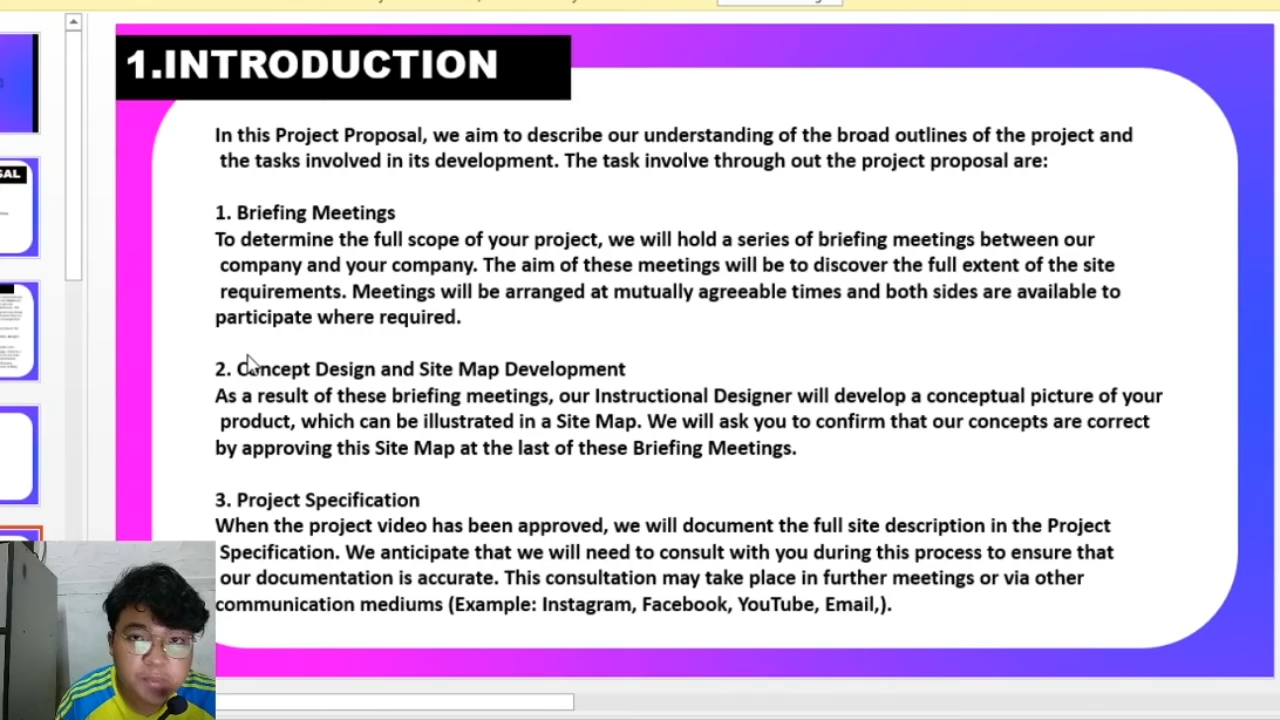 1.INTRODUCTION
In this Project Proposal, we aim to describe our understanding of the broad outlines of the project and
the tasks involved in its development. The task involve through out the project proposal are:
1. Briefing Meetings
To determine the full scope of your project, we will hold a series of briefing meetings between our
company and your company. The aim of these meetings will be to discover the full extent of the site
requirements. Meetings will be arranged at mutually agreeable times and both sides are available to
participate where required.
2. Concept Design and Site Map Development
As a result of these briefing meetings, our Instructional Designer will develop a conceptual picture of your
product, which can be illustrated in a Site Map. We will ask you to confirm that our concepts are correct
by approving this Site Map at the last of these Briefing Meetings.
3. Project Specification
When the project video has been approved, we will document the full site description in the Project
Specification. We anticipate that we will need to consult with you during this process to ensure that
our documentation is accurate. This consultation may take place in further meetings or via other
communication mediums (Example: Instagram, Facebook, YouTube, Email,).